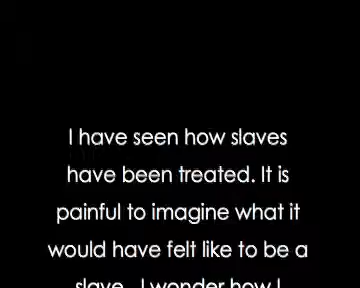 I have seen how slaves
have been treated. It is
painful to imagine what it
would have felt like to be a
slave. I wonder how I